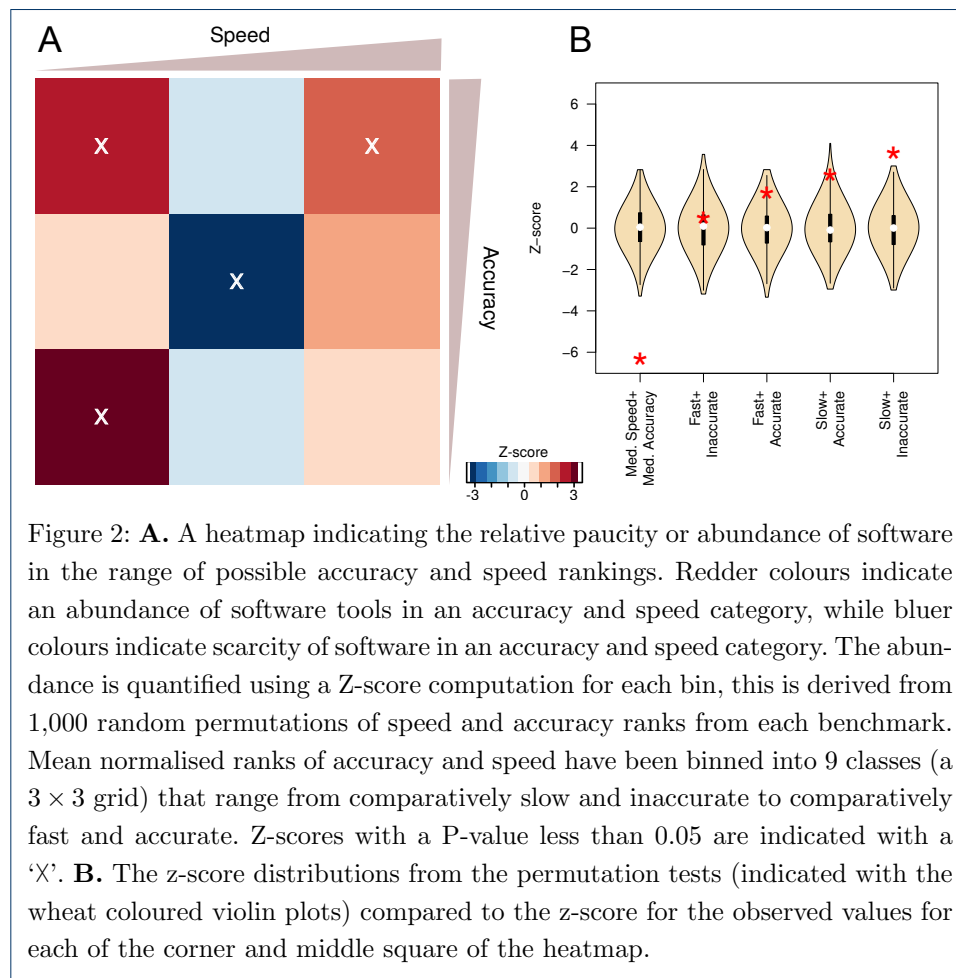 A
Speed
X
X
X
X
Accuracy
Z-score
-3
0
3
B
Z-score
6
4
2
0
−2
−4
−6
Med. Speed+
Med. Accuracy
Fast+
Inaccurate
Fast+
Accurate
Slow+
Accurate
Slow+
Inaccurate
Figure 2: A. A heatmap indicating the relative paucity or abundance of software
in the range of possible accuracy and speed rankings. Redder colours indicate
an abundance of software tools in an accuracy and speed category, while bluer
colours indicate scarcity of software in an accuracy and speed category. The abun-
dance is quantified using a Z-score computation for each bin, this is derived from
1,000 random permutations of speed and accuracy ranks from each benchmark.
Mean normalised ranks of accuracy and speed have been binned into 9 classes (a
3 × 3 grid) that range from comparatively slow and inaccurate to comparatively
fast and accurate. Z-scores with a P-value less than 0.05 are indicated with a
‘X’. B. The z-score distributions from the permutation tests (indicated with the
wheat coloured violin plots) compared to the z-score for the observed values for
each of the corner and middle square of the heatmap.